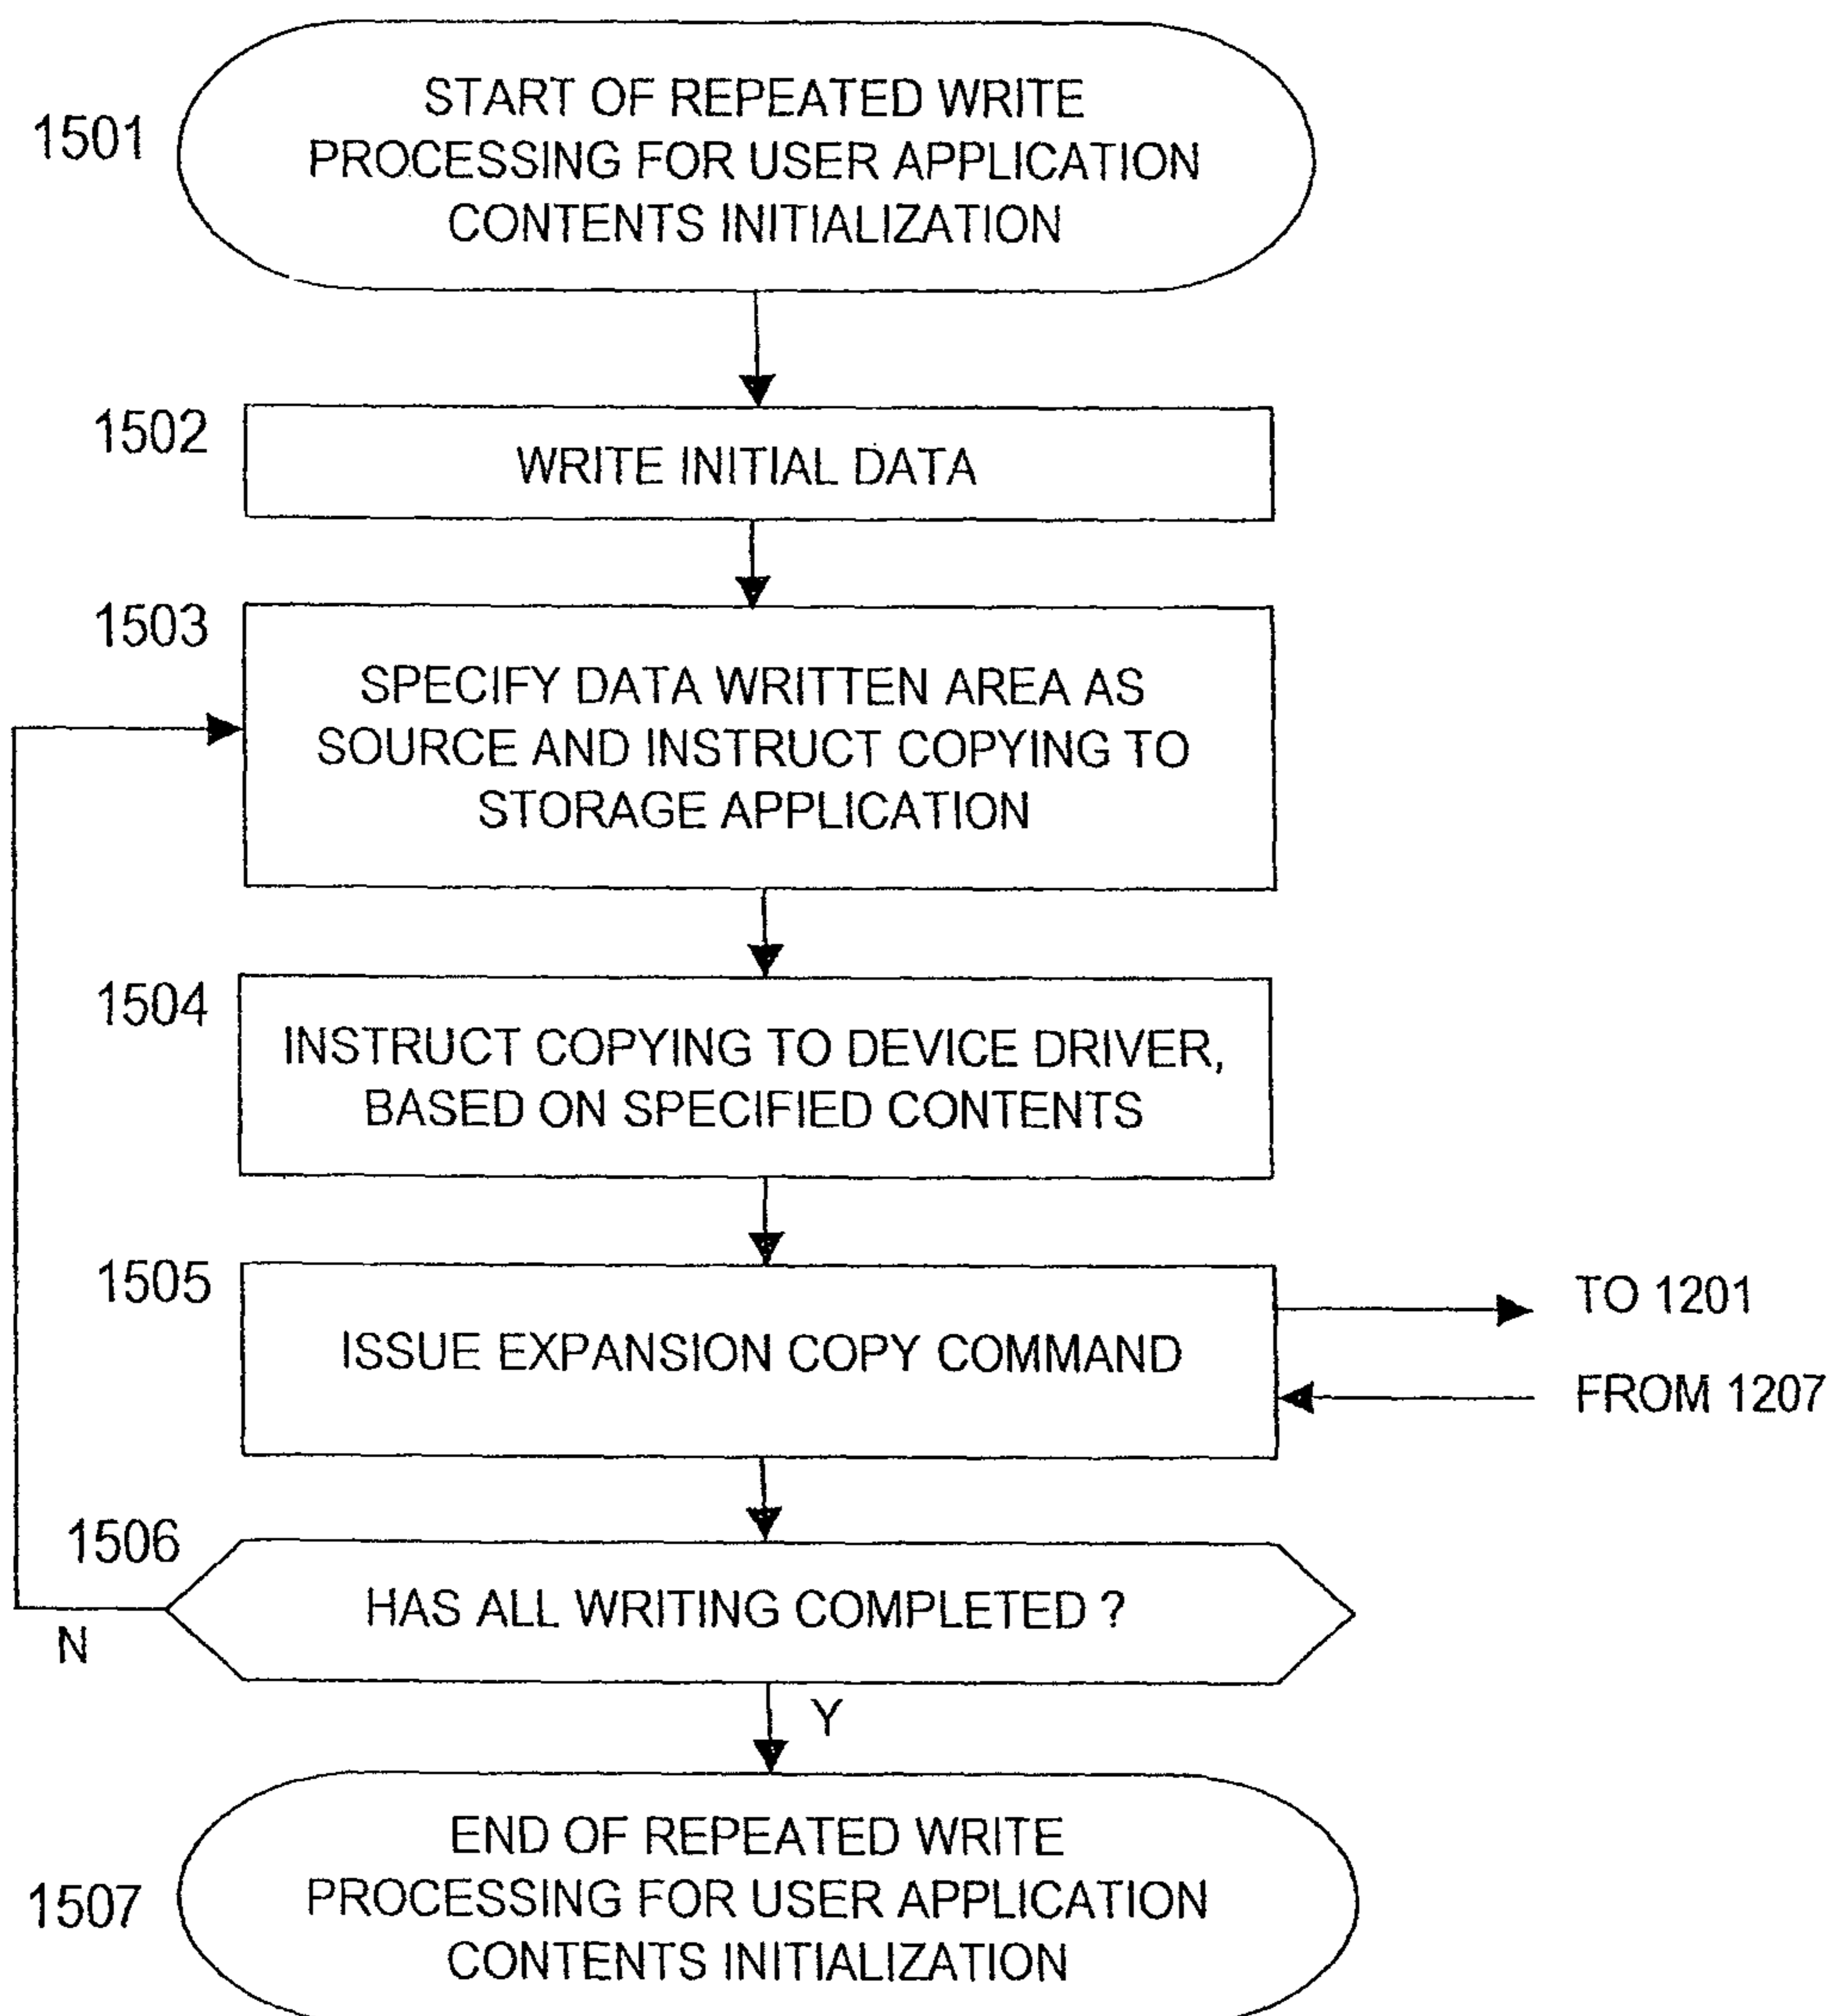 1501
START OF REPEATED WRITE
PROCESSING FOR USER APPLICATION
CONTENTS INITIALIZATION
1502
WRITE INITIAL DATA
1503
SPECIFY DATA WRITTEN AREA AS
SOURCE AND INSTRUCT COPYING TO
STORAGE APPLICATION
1504
INSTRUCT COPYING TO DEVICE DRIVER,
BASED ON SPECIFIED CONTENTS
1505
ISSUE EXPANSION COPY COMMAND
TO 1201
FROM 1207
1506
HAS ALL WRITING COMPLETED ?
N
Y
1507
END OF REPEATED WRITE
PROCESSING FOR USER APPLICATION
CONTENTS INITIALIZATION